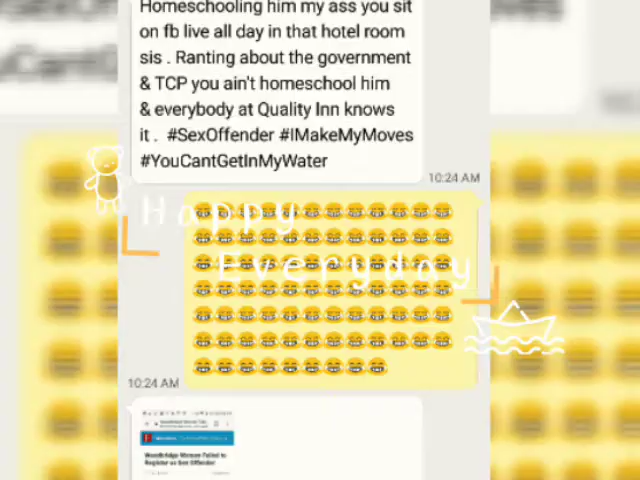 Homeschooling him my ass you sit
on fb live all day in that hotel room
sis . Ranting about the government
& TCP you ain't homeschool him
& everybody at Quality Inn knows
it . #SexOffender #IMakeMyMoves
#YouCantGetInMyWater
10:24 AM
Happy
Everyday
10:24 AM
Woodbridge Woman Failed to
Register as Sex Offender